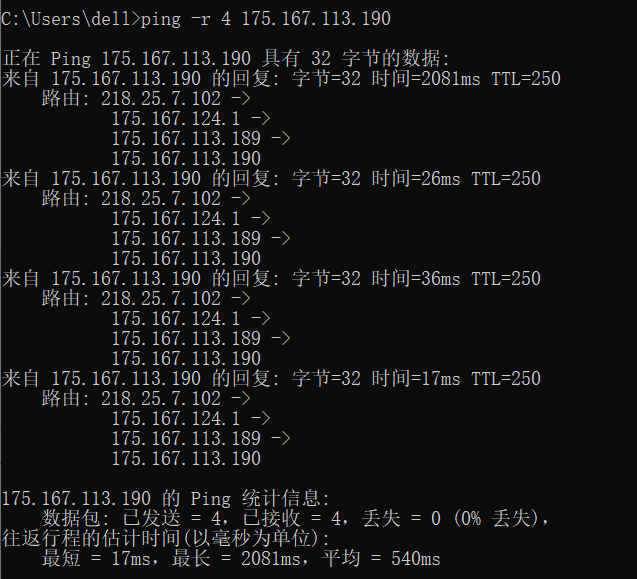 C:\Users\dell>ping -r 4 175.167.113.190
正在 Ping 175.167.113.190 具有 32 字节的数据:
来自 175.167.113.190 的回复: 字节=32 时间=2081ms TTL=250
路由: 218.25.7.102 ->
175.167.124.1 ->
175.167.113.189 ->
175.167.113.190
来自 175.167.113.190 的回复: 字节=32 时间=26ms TTL=250
路由: 218.25.7.102 ->
175.167.124.1 ->
175.167.113.189 ->
175.167.113.190
来自 175.167.113.190 的回复: 字节=32 时间=36ms TTL=250
路由: 218.25.7.102 ->
175.167.124.1 ->
175.167.113.189 ->
175.167.113.190
来自 175.167.113.190 的回复: 字节=32 时间=17ms TTL=250
路由: 218.25.7.102 ->
175.167.124.1 ->
175.167.113.189 ->
175.167.113.190
175.167.113.190 的 Ping 统计信息:
数据包: 已发送 = 4，已接收 = 4，丢失 = 0 (0% 丢失)，
往返行程的估计时间(以毫秒为单位):
最短 = 17ms，最长 = 2081ms，平均 = 540ms